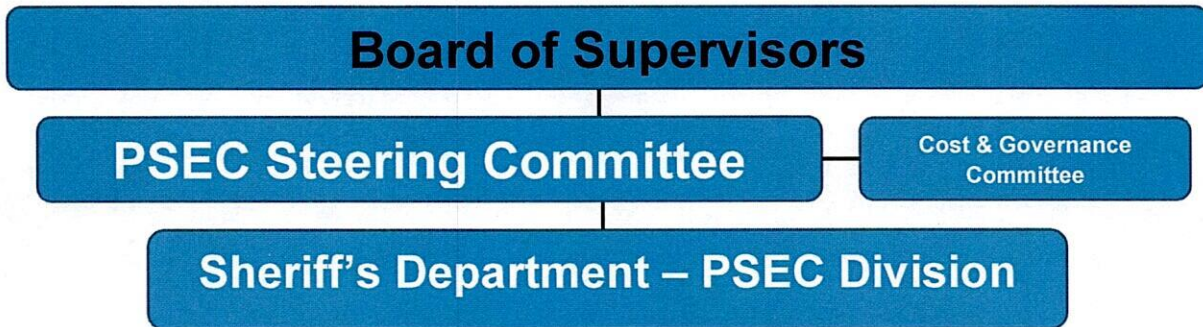 Board of Supervisors
PSEC Steering Committee
Cost & Governance
Committee
Sheriff's Department – PSEC Division